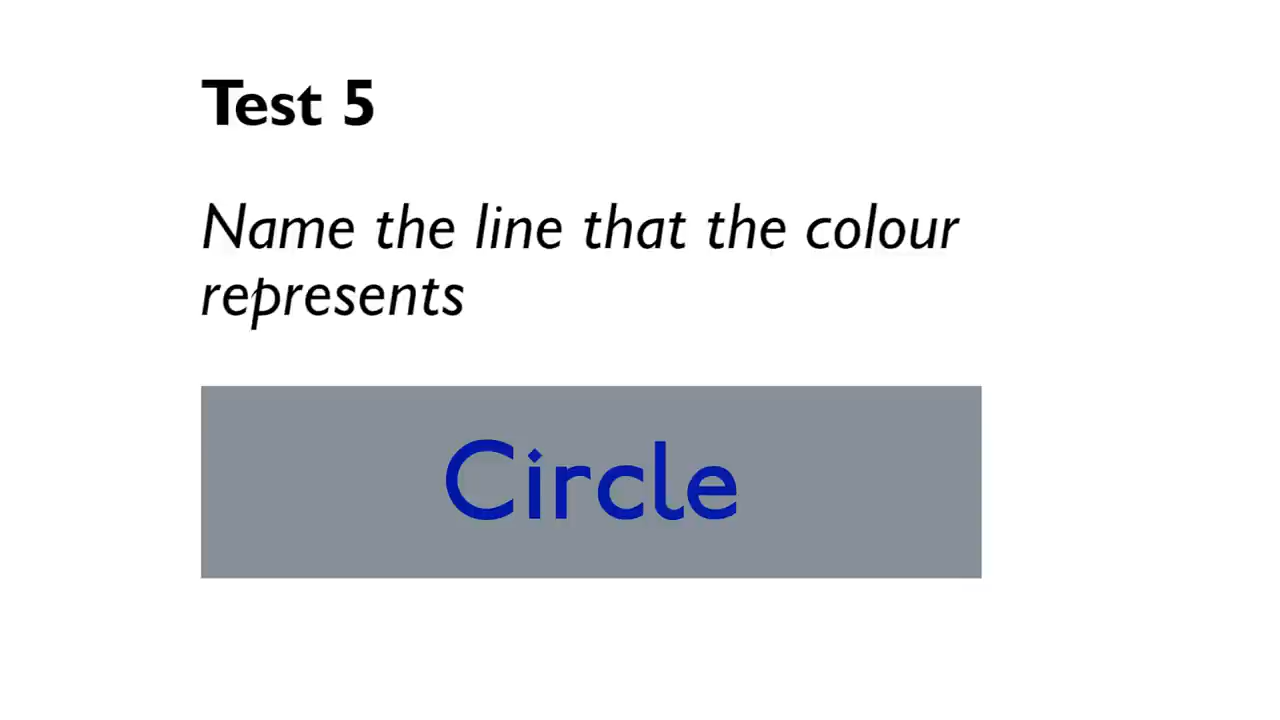 Test 5
Name the line that the colour
represents
Circle